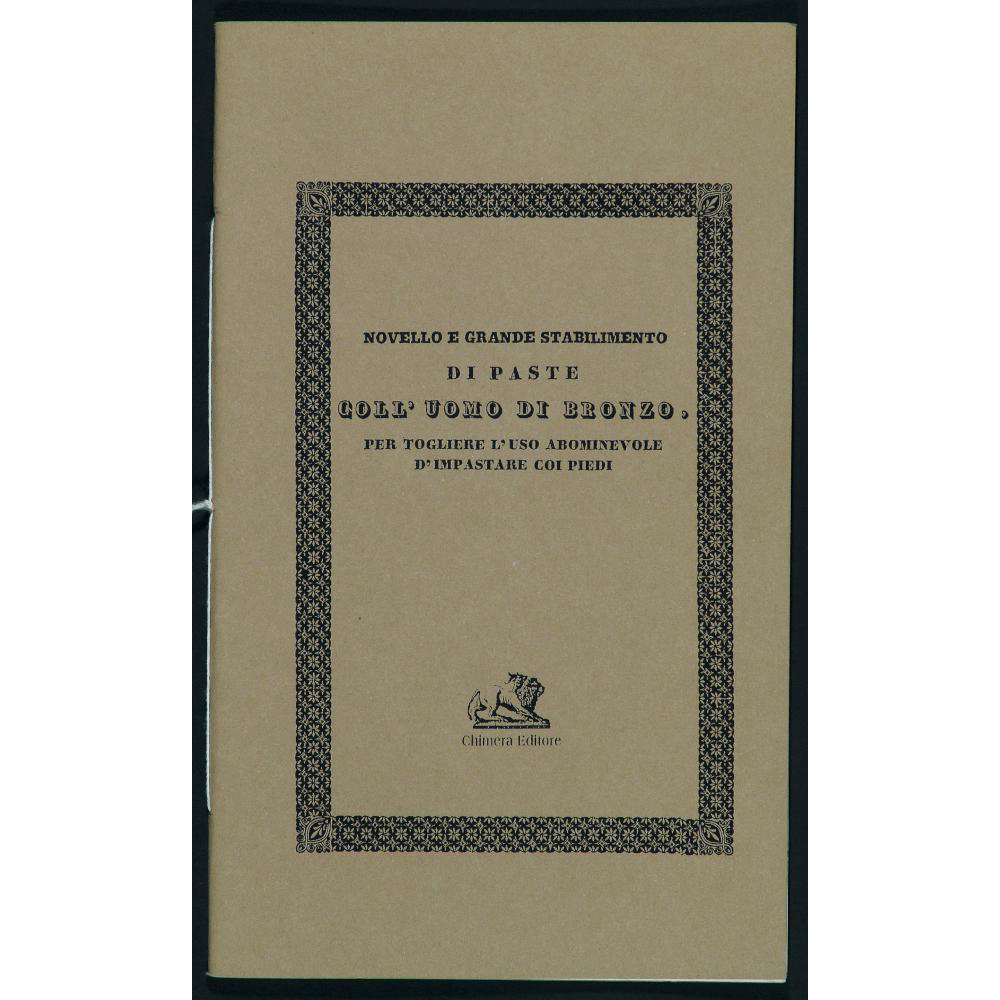 NOVELLO E GRANDE STABILIMENTO
DI PASTE
COLL' UOMO DI BRONZO,
PER TOGLIERE L'USO ABOMINEVOLE
D'IMPASTARE COI PIEDI
Chimera Editore